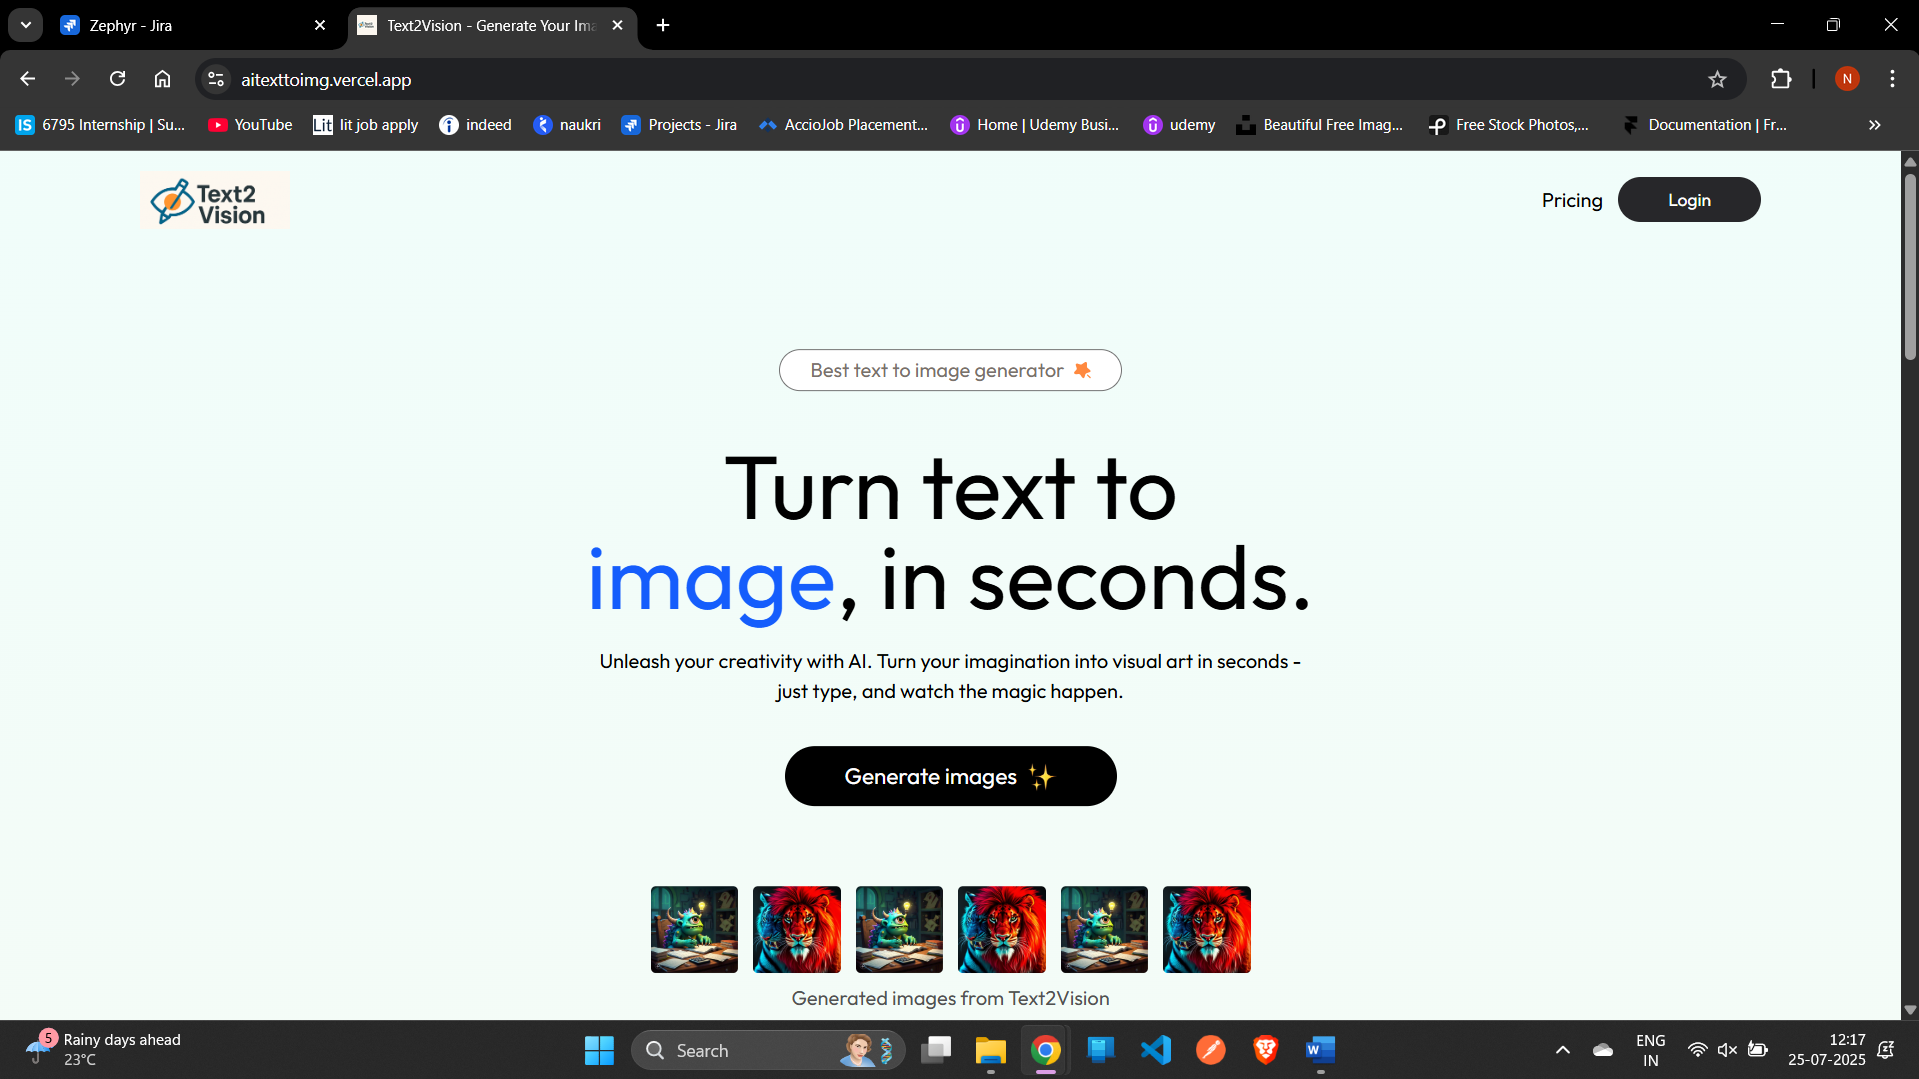 Zephyr - Jira
Text2Vision - Generate Your Ima
aitexttoimg.vercel.app
N
IS 6795 Internship | Su...
YouTube
Lit lit job apply
indeed
naukri
Projects - Jira
AccioJob Placement...
Home | Udemy Busi...
udemy
Beautiful Free Imag...
Free Stock Photos,...
Documentation | Fr...
Text2
Vision
Pricing
Login
Best text to image generator
Turn text to
image, in seconds.
Unleash your creativity with AI. Turn your imagination into visual art in seconds -
just type, and watch the magic happen.
Generate images
Generated images from Text2Vision
5
Rainy days ahead
23°C
Search
W
ENG
IN
12:17
25-07-2025